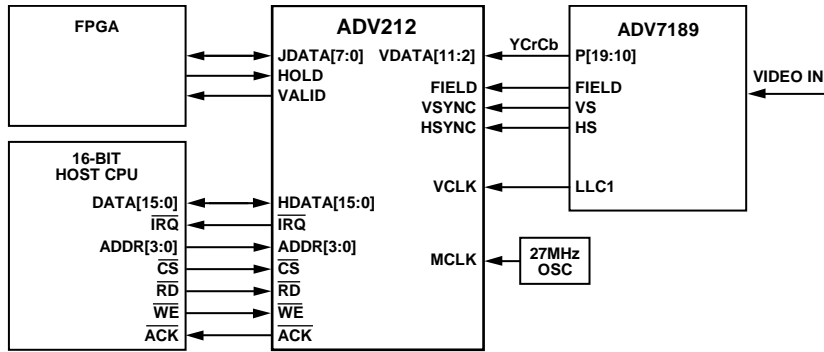 FPGA
ADV212
ADV7189
JDATA[7:0]
HOLD
VALID
VDATA[11:2]
FIELD
VSYNC
HSYNC
VCLK
MCLK
YCrCb
P[19:10]
FIELD
VS
HS
LLC1
VIDEO IN
27MHz
OSC
16-BIT
HOST CPU
DATA[15:0]
IRQ
ADDR[3:0]
CS
RD
WE
ACK
HDATA[15:0]
IRQ
ADDR[3:0]
CS
RD
WE
ACK